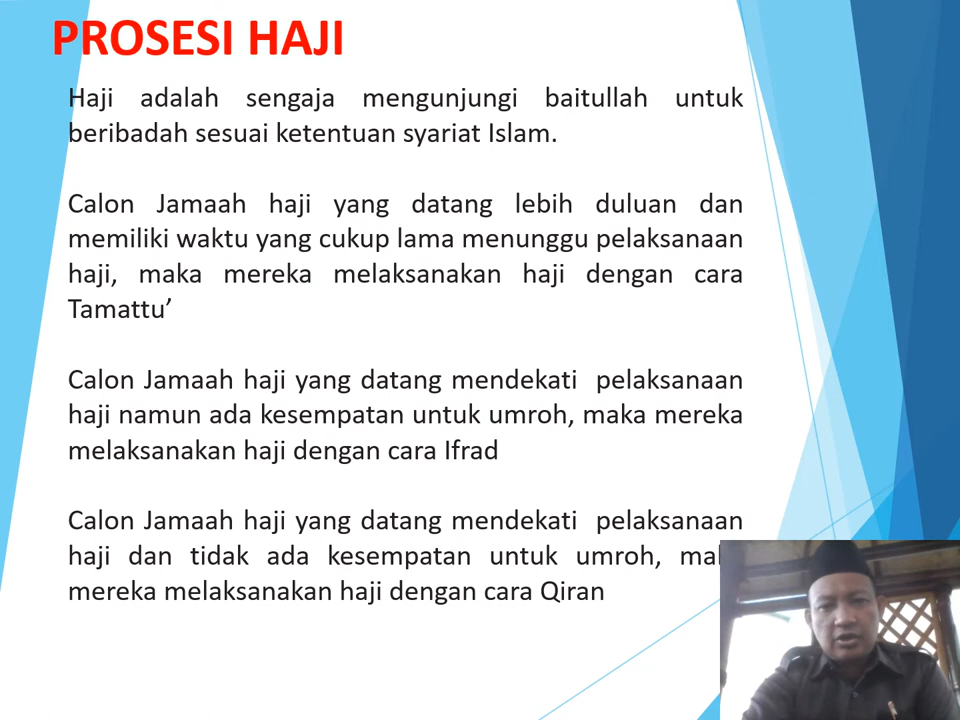 PROSESI HAJI
Haji adalah sengaja mengunjungi baitullah untuk
beribadah sesuai ketentuan syariat Islam.
Calon Jamaah haji yang datang lebih duluan dan
memiliki waktu yang cukup lama menunggu pelaksanaan
haji, maka mereka melaksanakan haji dengan cara
Tamattu’
Calon Jamaah haji yang datang mendekati pelaksanaan
haji namun ada kesempatan untuk umroh, maka mereka
melaksanakan haji dengan cara Ifrad
Calon Jamaah haji yang datang mendekati pelaksanaan
haji dan tidak ada kesempatan untuk umroh,
mereka melaksanakan haji dengan cara Qiran